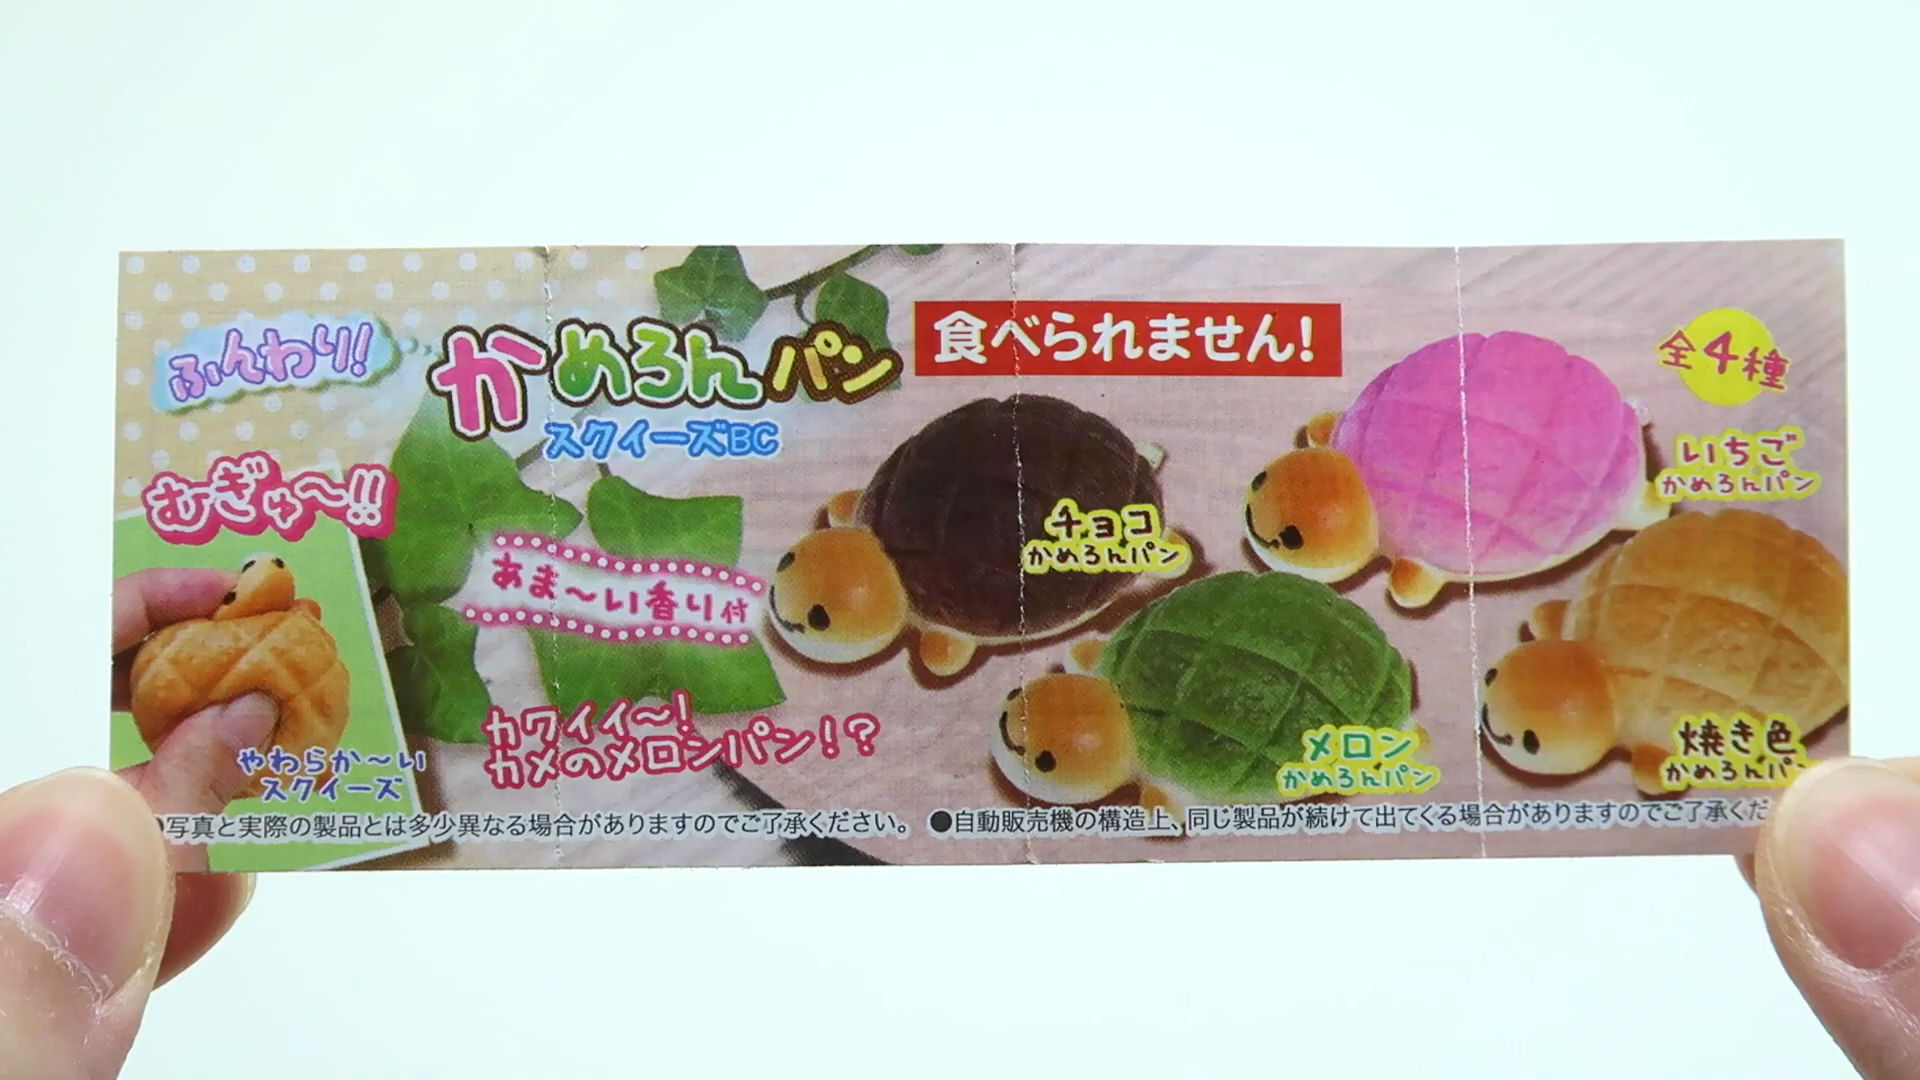 ふんわり!
かめろんパン
スクイーズBC
食べられません!
全4種
むぎゅ〜!!
やわらか〜い
スクイーズ
あま〜い香り付
カワイイ〜!
カメのメロンパン!?
チョコ
かめろんパン
いちご
かめろんパン
メロン
かめろんパン
焼き色
かめろんパン
写真と実際の製品とは多少異なる場合がありますのでご了承ください。
●自動販売機の構造上、同じ製品が続けて出てくる場合がありますのでご了承くだ